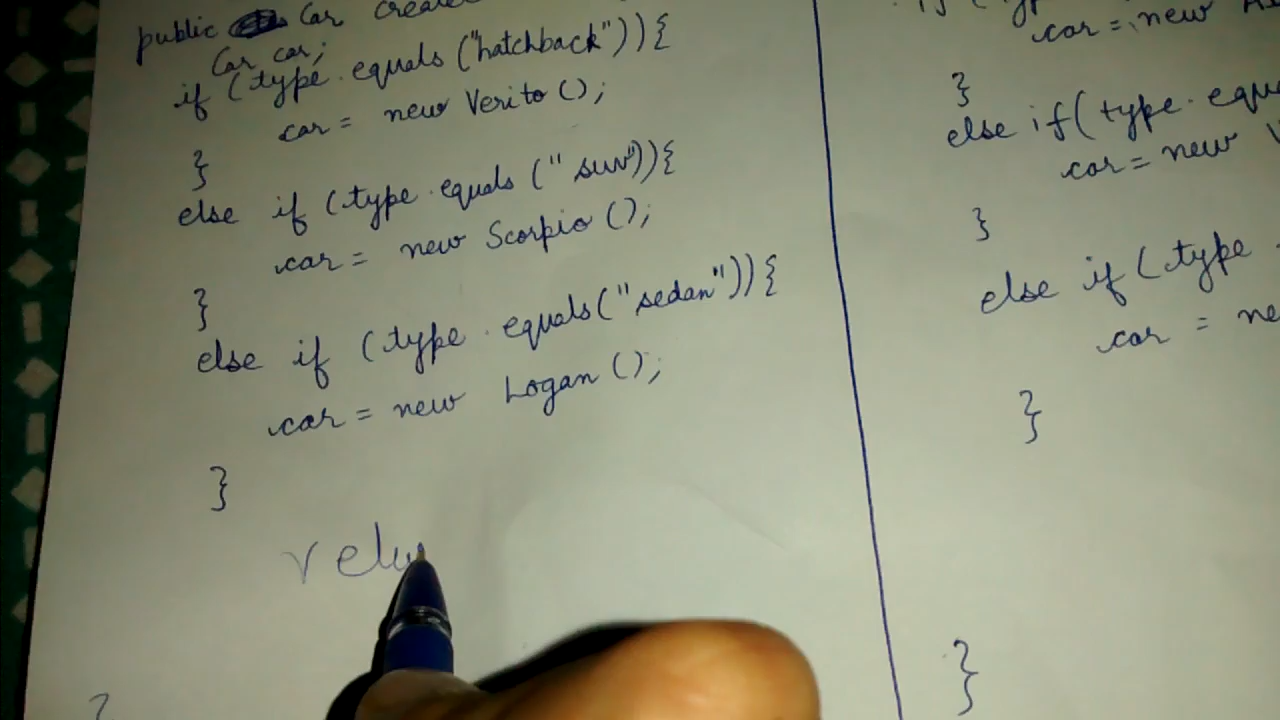 public Car create
Car car;
if (type.equals ("hatchback")){
car = new Verito ();
}
else if (type.equals ("suv")){
car = new Scorpio ();
}
else if (type.equals("sedan")){
car = new Logan ();
}
retu
}
if (
car = new
}
else if( type.equ
car = new
}
else if ( type
car = ne
}
}